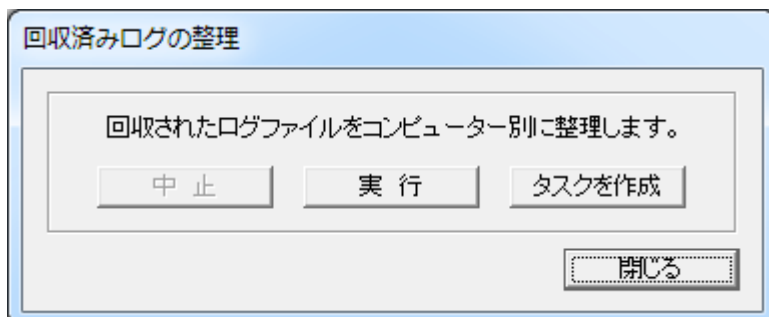 回収済みログの整理
回収されたログファイルをコンピューター別に整理します。
中 止 実 行 タスクを作成
閉じる